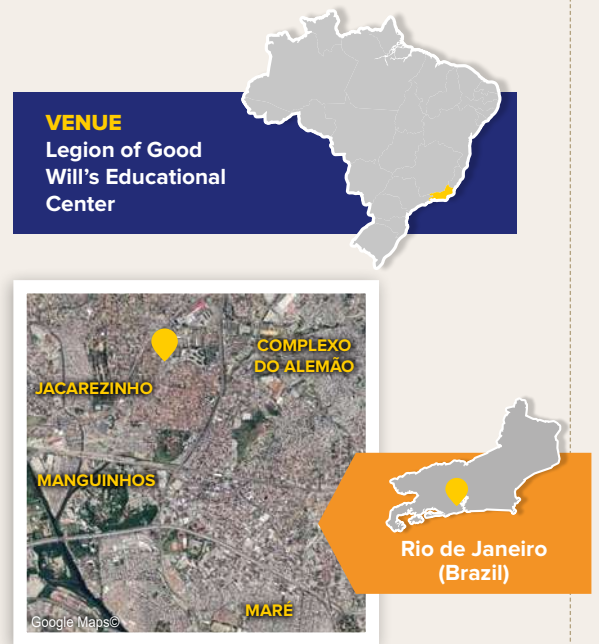 VENUE
Legion of Good
Will's Educational
Center
COMPLEXO
DO ALEMÃO
JACAREZINHO
MANGUINHOS
MARÉ
Google Maps©
Rio de Janeiro
(Brazil)